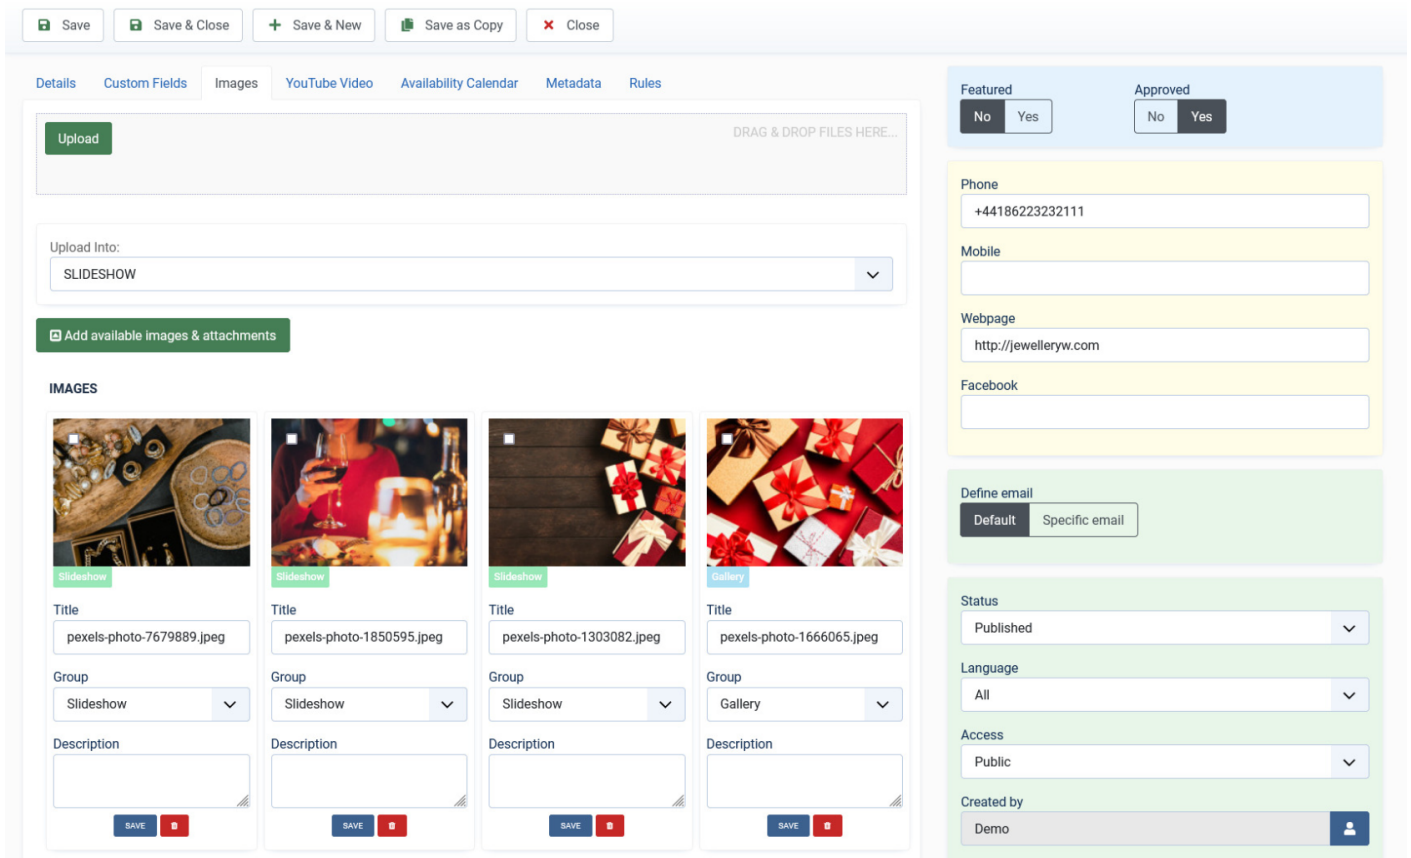 Save
Save & Close
Save & New
Save as Copy
Close
Details
Custom Fields
Images
YouTube Video
Availability Calendar
Metadata
Rules
Upload
DRAG & DROP FILES HERE...
Upload Into:
SLIDESHOW
Add available images & attachments
IMAGES
Slideshow
Title
pexels-photo-7679889.jpeg
Group
Slideshow
Description
SAVE
Slideshow
Title
pexels-photo-1850595.jpeg
Group
Slideshow
Description
SAVE
Slideshow
Title
pexels-photo-1303082.jpeg
Group
Slideshow
Description
SAVE
Gallery
Title
pexels-photo-1666065.jpeg
Group
Gallery
Description
SAVE
Featured
No Yes
Approved
No Yes
Phone
+44186223232111
Mobile
Webpage
http://jewelleryw.com
Facebook
Define email
Default Specific email
Status
Published
Language
All
Access
Public
Created by
Demo